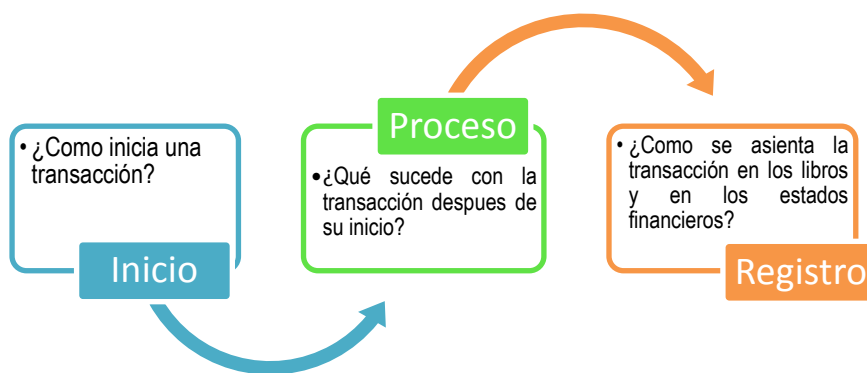 • ¿Como inicia una
transacción?
Inicio
Proceso
•¿Qué sucede con la
transacción despues de
su inicio?
• ¿Como se asienta la
transacción en los libros
y en los estados
financieros?
Registro